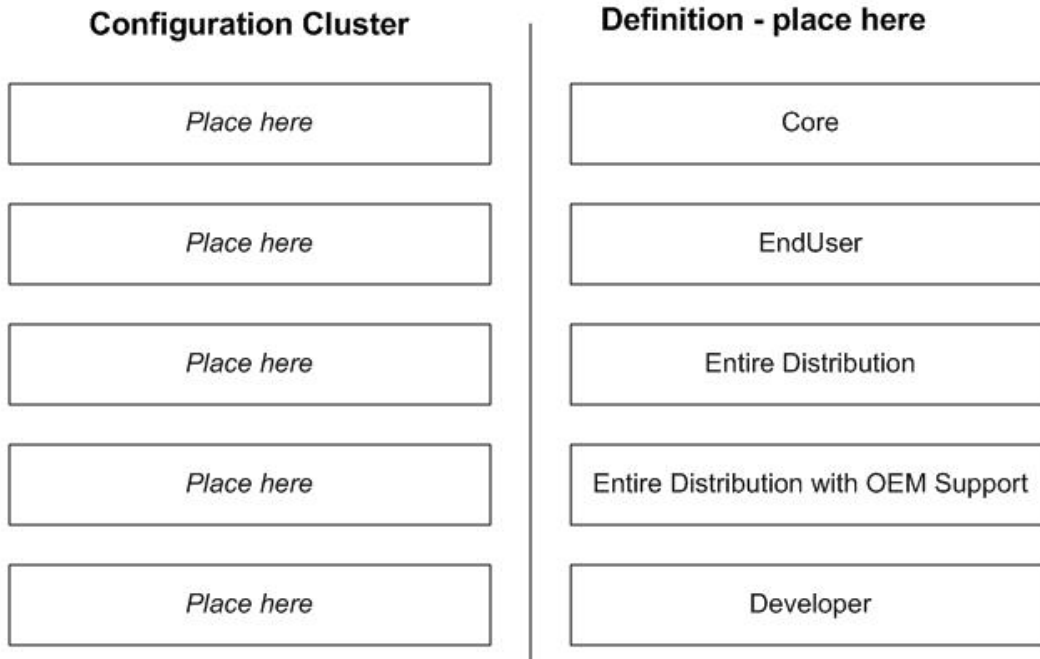 Configuration Cluster
Definition - place here
Place here
Core
Place here
EndUser
Place here
Entire Distribution
Place here
Entire Distribution with OEM Support
Place here
Developer